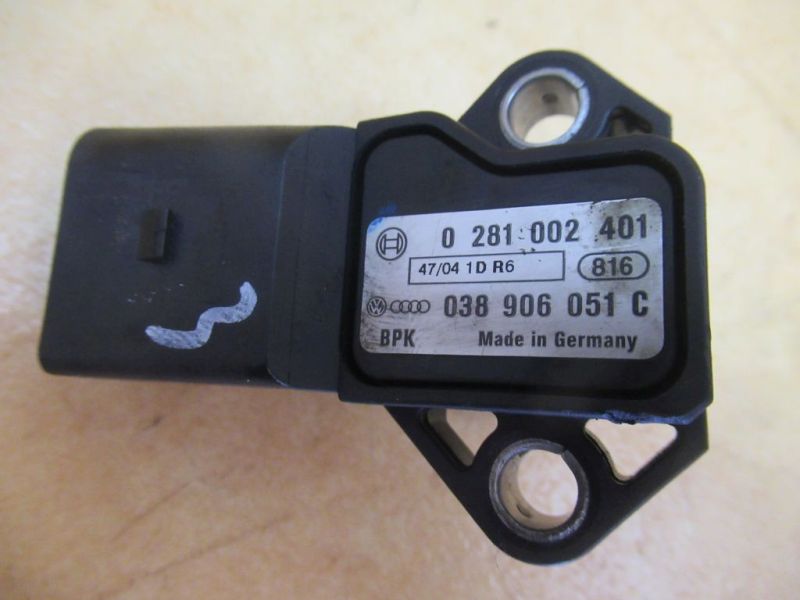 0 281 002 401
47/04 1D R6 816
038 906 051 C
BPK Made in Germany